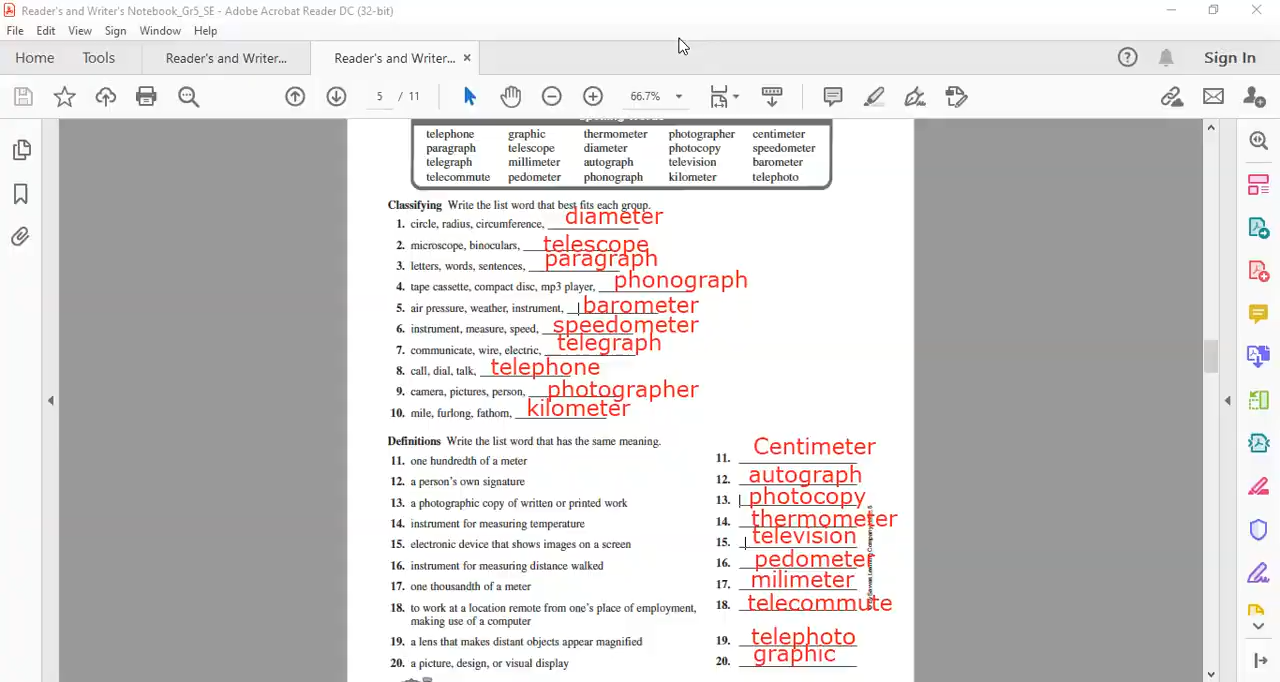 Reader's and Writer's Notebook_Gr5_SE - Adobe Acrobat Reader DC (32-bit)
File Edit View Sign Window Help
Home Tools Reader's and Writer... Reader's and Writer... × Sign In
5 / 11 66.7%
telephone graphic thermometer photographer centimeter
paragraph telescope diameter photocopy speedometer
telegraph millimeter autograph television barometer
telecommute pedometer phonograph kilometer telephoto
Classifying Write the list word that best fits each group.
1. circle, radius, circumference, diameter
2. microscope, binoculars, telescope
3. letters, words, sentences, paragraph
4. tape cassette, compact disc, mp3 player, phonograph
5. air pressure, weather, instrument, barometer
6. instrument, measure, speed, speedometer
7. communicate, wire, electric, telegraph
8. call, dial, talk, telephone
9. camera, pictures, person, photographer
10. mile, furlong, fathom, kilometer
Definitions Write the list word that has the same meaning.
11. one hundredth of a meter 11. Centimeter
12. a person's own signature 12. autograph
13. a photographic copy of written or printed work 13. photocopy
14. instrument for measuring temperature 14. thermometer
15. electronic device that shows images on a screen 15. television
16. instrument for measuring distance walked 16. pedometer
17. one thousandth of a meter 17. milimeter
18. to work at a location remote from one's place of employment, 18. telecommute
making use of a computer
19. a lens that makes distant objects appear magnified 19. telephoto
20. a picture, design, or visual display 20. graphic